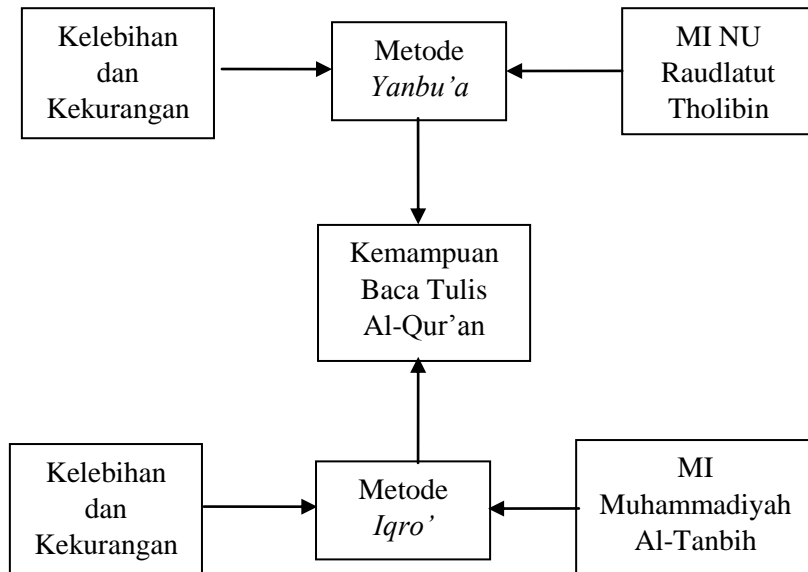 Kelebihan
dan
Kekurangan
Metode
Yanbu’a
MI NU
Raudlatut
Tholibin
Kemampuan
Baca Tulis
Al-Qur’an
Kelebihan
dan
Kekurangan
Metode
Iqro’
MI
Muhammadiyah
Al-Tanbih